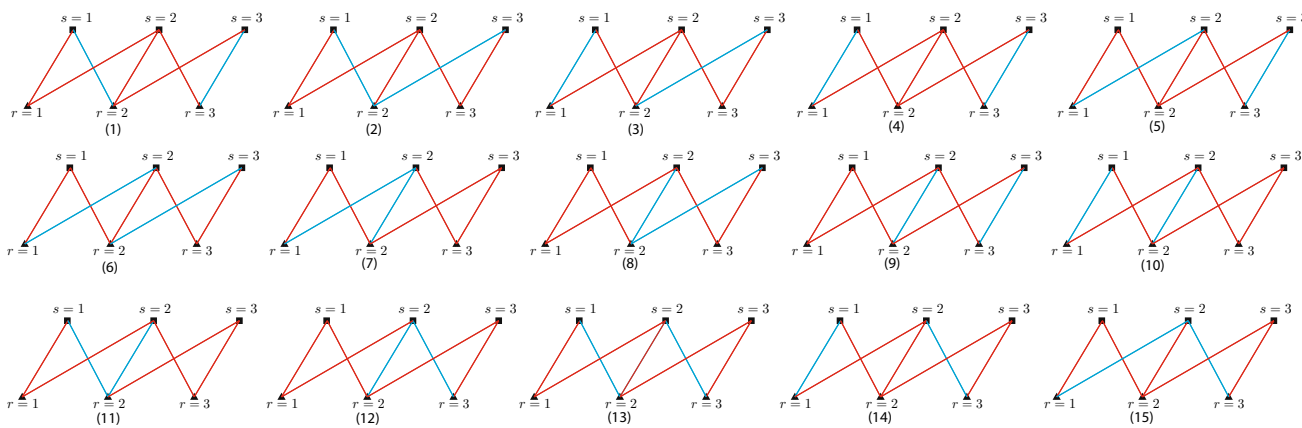 s = 1 s = 2 s = 3 s = 1 s = 2 s = 3 s = 1 s = 2 s = 3 s = 1 s = 2 s = 3 s = 1 s = 2 s = 3
r = 1 r = 2 r = 3 r = 1 r = 2 r = 3 r = 1 r = 2 r = 3 r = 1 r = 2 r = 3 r = 1 r = 2 r = 3
(1) (2) (3) (4) (5)
s = 1 s = 2 s = 3 s = 1 s = 2 s = 3 s = 1 s = 2 s = 3 s = 1 s = 2 s = 3 s = 1 s = 2 s = 3
r = 1 r = 2 r = 3 r = 1 r = 2 r = 3 r = 1 r = 2 r = 3 r = 1 r = 2 r = 3 r = 1 r = 2 r = 3
(6) (7) (8) (9) (10)
s = 1 s = 2 s = 3 s = 1 s = 2 s = 3 s = 1 s = 2 s = 3 s = 1 s = 2 s = 3 s = 1 s = 2 s = 3
r = 1 r = 2 r = 3 r = 1 r = 2 r = 3 r = 1 r = 2 r = 3 r = 1 r = 2 r = 3 r = 1 r = 2 r = 3
(11) (12) (13) (14) (15)